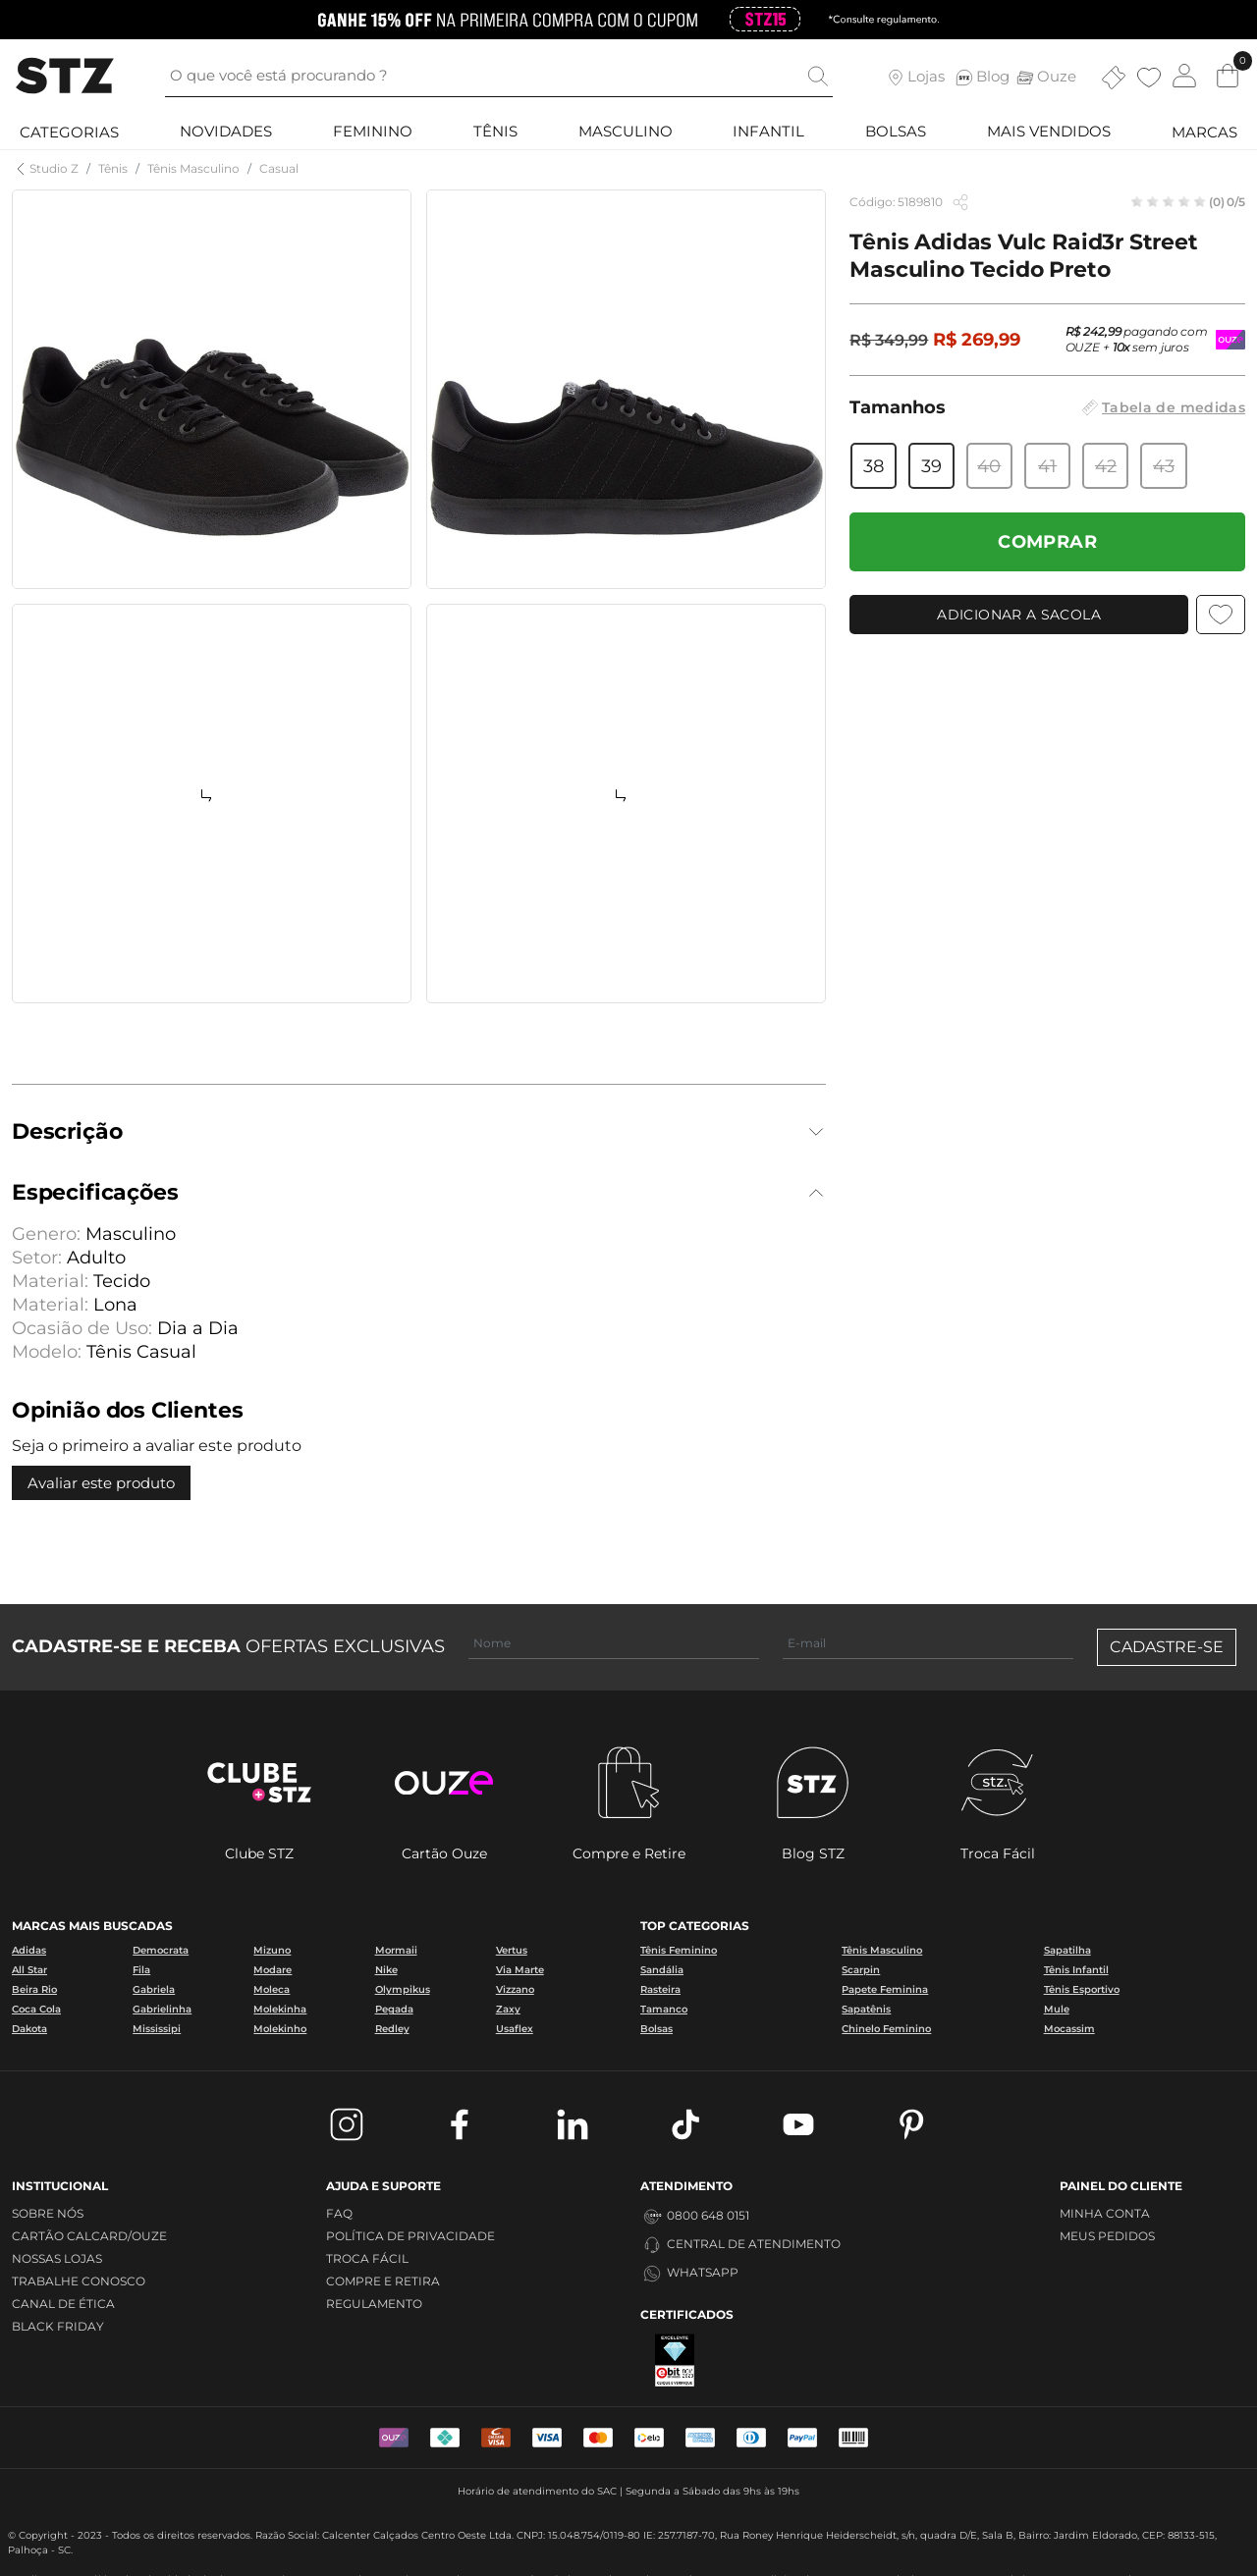 GANHE 15% OFF NA PRIMEIRA COMPRA COM O CUPOM STZ15 *Consulte regulamento.
STZ O que você está procurando ? Lojas Blog Ouze 0
CATEGORIAS NOVIDADES FEMININO TÊNIS MASCULINO INFANTIL BOLSAS MAIS VENDIDOS MARCAS
Studio Z / Tênis / Tênis Masculino / Casual
Código: 5189810 (0) 0/5
Tênis Adidas Vulc Raid3r Street
Masculino Tecido Preto
R$ 349,99 R$ 269,99
R$ 242,99 pagando com
OUZE + 10x sem juros
Tamanhos Tabela de medidas
38 39 40 41 42 43
COMPRAR
ADICIONAR A SACOLA
Descrição
Especificações
Genero: Masculino
Setor: Adulto
Material: Tecido
Material: Lona
Ocasião de Uso: Dia a Dia
Modelo: Tênis Casual
Opinião dos Clientes
Seja o primeiro a avaliar este produto
Avaliar este produto
CADASTRE-SE E RECEBA OFERTAS EXCLUSIVAS Nome E-mail CADASTRE-SE
CLUBE +STZ ouze STZ stz.
Clube STZ Cartão Ouze Compre e Retire Blog STZ Troca Fácil
MARCAS MAIS BUSCADAS TOP CATEGORIAS
Adidas Democrata Mizuno Mormaii Vertus Tênis Feminino Tênis Masculino Sapatilha
All Star Fila Modare Nike Via Marte Sandália Scarpin Tênis Infantil
Beira Rio Gabriela Moleca Olympikus Vizzano Rasteira Papete Feminina Tênis Esportivo
Coca Cola Gabrielinha Molekinha Pegada Zaxy Tamanco Sapatênis Mule
Dakota Mississipi Molekinho Redley Usaflex Bolsas Chinelo Feminino Mocassim
INSTITUCIONAL
SOBRE NÓS
CARTÃO CALCARD/OUZE
NOSSAS LOJAS
TRABALHE CONOSCO
CANAL DE ÉTICA
BLACK FRIDAY
AJUDA E SUPORTE
FAQ
POLÍTICA DE PRIVACIDADE
TROCA FÁCIL
COMPRE E RETIRA
REGULAMENTO
ATENDIMENTO
0800 648 0151
CENTRAL DE ATENDIMENTO
WHATSAPP
CERTIFICADOS
EXCELENTE
ebit
PAINEL DO CLIENTE
MINHA CONTA
MEUS PEDIDOS
VISA VISA elo PayPal
Horário de atendimento do SAC | Segunda a Sábado das 9hs às 19hs
© Copyright - 2023 - Todos os direitos reservados. Razão Social: Calcenter Calçados Centro Oeste Ltda. CNPJ: 15.048.754/0119-80 IE: 257.7187-70, Rua Roney Henrique Heiderscheidt, s/n, quadra D/E, Sala B, Bairro: Jardim Eldorado, CEP: 88133-515,
Palhoça - SC.